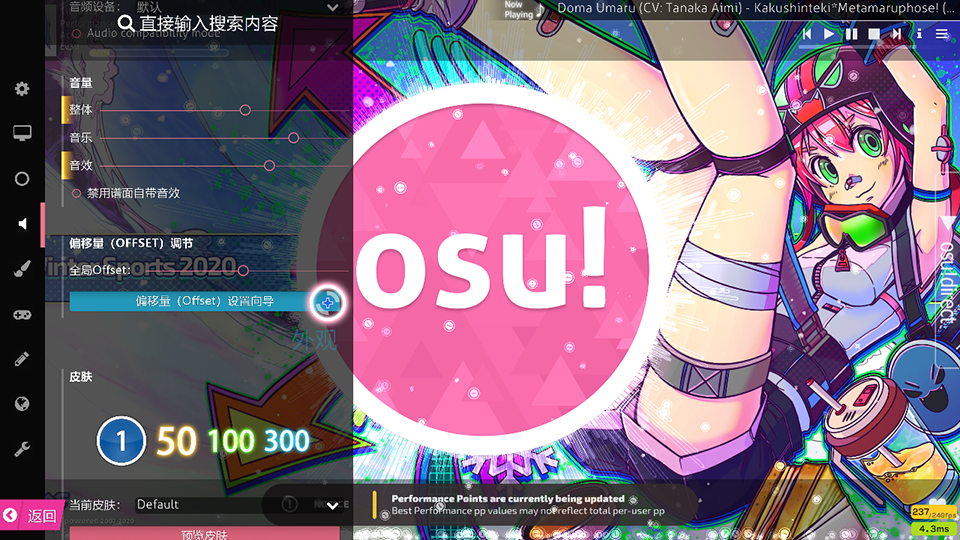 音频设备： 默认
直接输入搜索内容
Audio compatibility mode
音量
整体
音乐
音效
禁用谱面自带音效
偏移量（OFFSET）调节
Winter Sports 2020
全局Offset:
偏移量（Offset）设置向导
外观
皮肤
1 50 100 300
当前皮肤： Default
返回
预览皮肤
osu!
Now Playing
Doma Umaru (CV: Tanaka Aimi) - Kakushinteki*Metamaruphose! (...
osu!direct
Performance Points are currently being updated
Best Performance pp values may not reflect total per-user pp
237/240fps
4.3ms